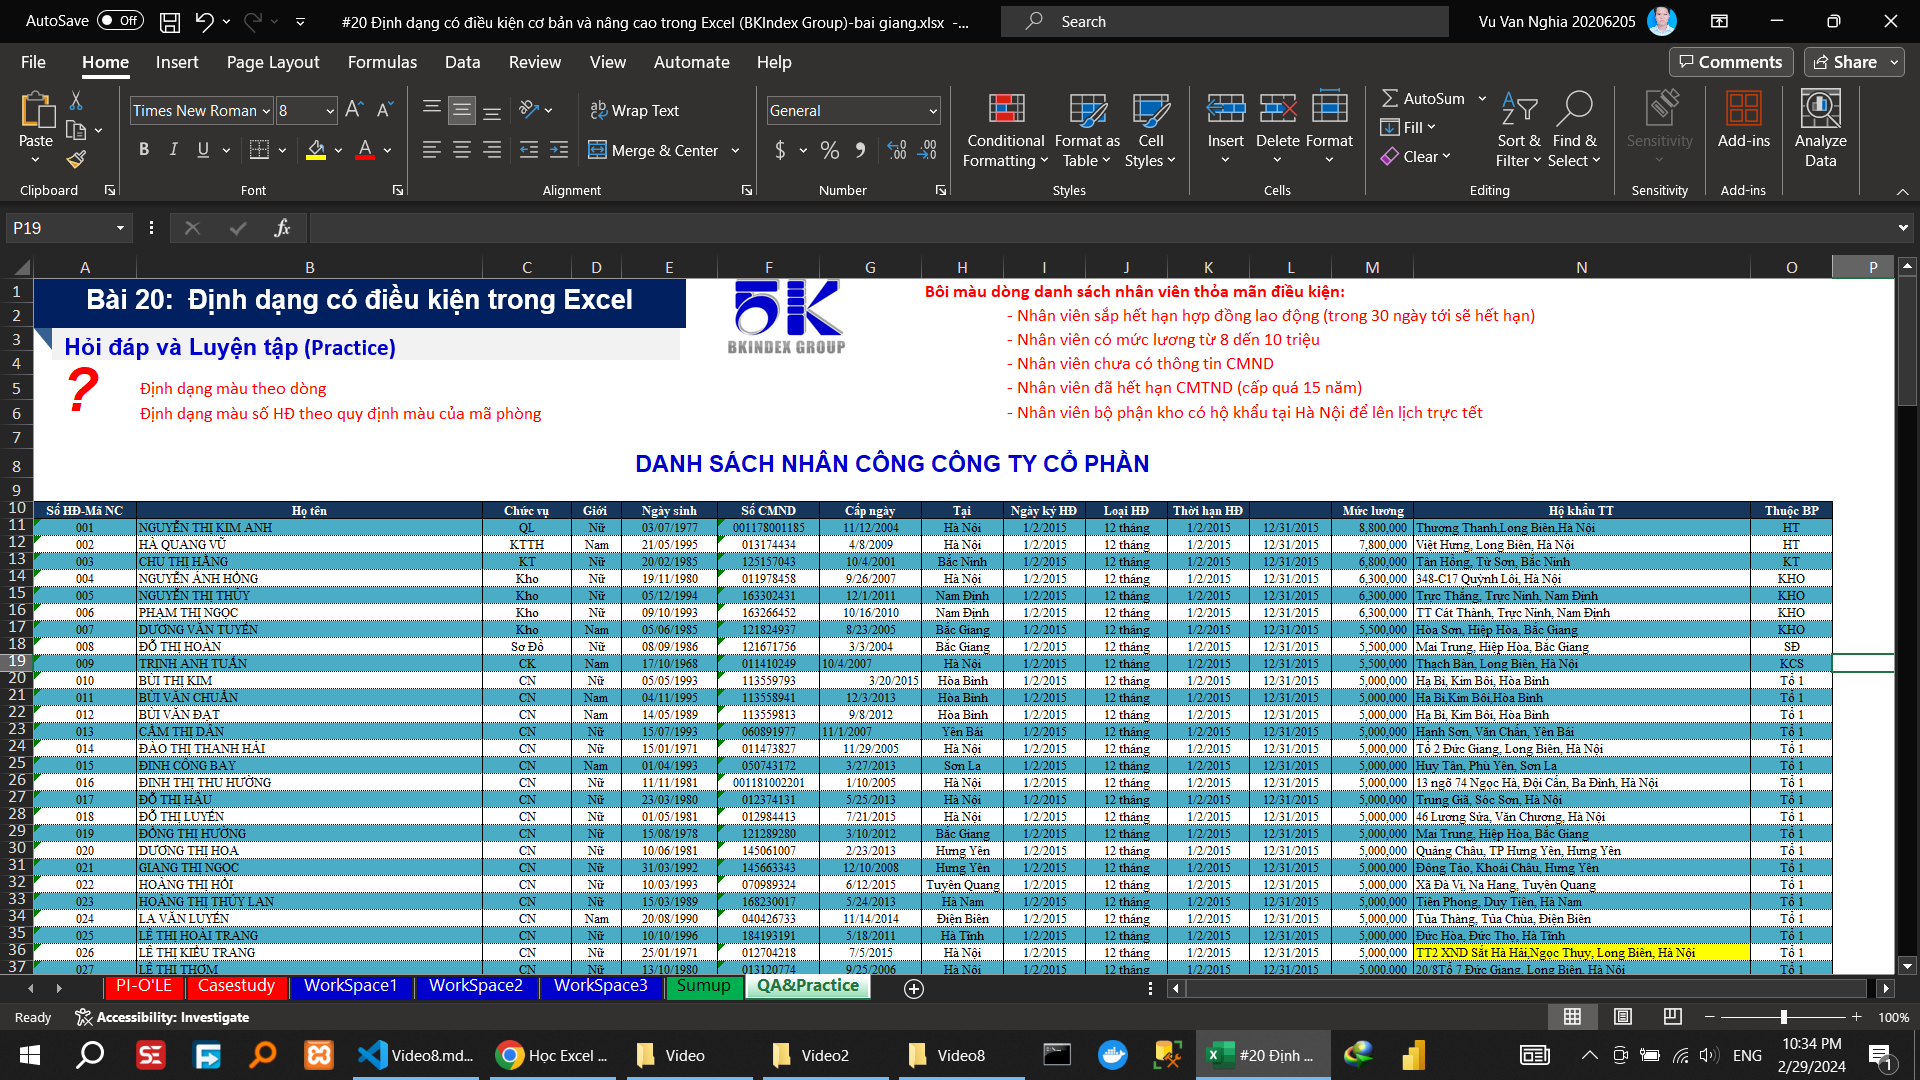 AutoSave Off
#20 Định dạng có điều kiện cơ bản và nâng cao trong Excel (BKIndex Group)-bai giang.xlsx -...
Search
Vu Van Nghia 20206205
File Home Insert Page Layout Formulas Data Review View Automate Help
Comments Share
Paste
Times New Roman 8
Wrap Text
Merge & Center
General
Conditional Formatting
Format as Table
Cell Styles
Insert Delete Format
AutoSum
Fill
Clear
Sort & Filter
Find & Select
Sensitivity
Add-ins
Analyze Data
Clipboard Font Alignment Number Styles Cells Editing Sensitivity Add-ins
P19
fx
A B C D E F G H I J K L M N O P
Bài 20: Định dạng có điều kiện trong Excel
Hỏi đáp và Luyện tập (Practice)
?
Định dạng màu theo dòng
Định dạng màu số HĐ theo quy định màu của mã phòng
BK
BKINDEX GROUP
Bôi màu dòng danh sách nhân viên thỏa mãn điều kiện:
- Nhân viên sắp hết hạn hợp đồng lao động (trong 30 ngày tới sẽ hết hạn)
- Nhân viên có mức lương từ 8 dến 10 triệu
- Nhân viên chưa có thông tin CMND
- Nhân viên đã hết hạn CMTND (cấp quá 15 năm)
- Nhân viên bộ phận kho có hộ khẩu tại Hà Nội để lên lịch trực tết
DANH SÁCH NHÂN CÔNG CÔNG TY CỔ PHẦN
1
2
3
4
5
6
7
8
9
10 Số HĐ-Mã NC Họ tên Chức vụ Giới Ngày sinh Số CMND Cấp ngày Tại Ngày ký HĐ Loại HĐ Thời hạn HĐ Mức lương Hộ khẩu TT Thuộc BP
11 001 NGUYỄN THỊ KIM ANH QL Nữ 03/07/1977 001178001185 11/12/2004 Hà Nội 1/2/2015 12 tháng 1/2/2015 12/31/2015 8,800,000 Thượng Thanh,Long Biên,Hà Nội HT
12 002 HÀ QUANG VŨ KTTH Nam 21/05/1995 013174434 4/8/2009 Hà Nội 1/2/2015 12 tháng 1/2/2015 12/31/2015 7,800,000 Việt Hưng, Long Biên, Hà Nội HT
13 003 CHU THỊ HẰNG KT Nữ 20/02/1985 125157043 10/4/2001 Bắc Ninh 1/2/2015 12 tháng 1/2/2015 12/31/2015 6,800,000 Tân Hồng, Từ Sơn, Bắc Ninh KT
14 004 NGUYỄN ÁNH HỒNG Kho Nữ 19/11/1980 011978458 9/26/2007 Hà Nội 1/2/2015 12 tháng 1/2/2015 12/31/2015 6,300,000 348-C17 Quỳnh Lôi, Hà Nội KHO
15 005 NGUYỄN THỊ THÚY Kho Nữ 05/12/1994 163302431 12/1/2011 Nam Định 1/2/2015 12 tháng 1/2/2015 12/31/2015 6,300,000 Trực Thắng, Trực Ninh, Nam Định KHO
16 006 PHẠM THỊ NGỌC Kho Nữ 09/10/1993 163266452 10/16/2010 Nam Định 1/2/2015 12 tháng 1/2/2015 12/31/2015 6,300,000 TT Cát Thành, Trực Ninh, Nam Định KHO
17 007 DƯƠNG VĂN TUYẾN Kho Nam 05/06/1985 121824937 8/23/2005 Bắc Giang 1/2/2015 12 tháng 1/2/2015 12/31/2015 5,500,000 Hòa Sơn, Hiệp Hòa, Bắc Giang KHO
18 008 ĐỖ THỊ HOÀN Sơ Đồ Nữ 08/09/1986 121671756 3/3/2004 Bắc Giang 1/2/2015 12 tháng 1/2/2015 12/31/2015 5,500,000 Mai Trung, Hiệp Hòa, Bắc Giang SĐ
19 009 TRỊNH ANH TUẤN CK Nam 17/10/1968 011410249 10/4/2007 Hà Nội 1/2/2015 12 tháng 1/2/2015 12/31/2015 5,500,000 Thạch Bàn, Long Biên, Hà Nội KCS
20 010 BÙI THỊ KIM CN Nữ 05/05/1993 113559793 3/20/2015 Hòa Bình 1/2/2015 12 tháng 1/2/2015 12/31/2015 5,000,000 Hạ Bì, Kim Bôi, Hòa Bình Tổ 1
21 011 BÙI VĂN CHUẨN CN Nam 04/11/1995 113558941 12/3/2013 Hòa Bình 1/2/2015 12 tháng 1/2/2015 12/31/2015 5,000,000 Hạ Bì,Kim Bôi,Hòa Bình Tổ 1
22 012 BÙI VĂN ĐẠT CN Nam 14/05/1989 113559813 9/8/2012 Hòa Bình 1/2/2015 12 tháng 1/2/2015 12/31/2015 5,000,000 Hạ Bì, Kim Bôi, Hòa Bình Tổ 1
23 013 CẦM THỊ DẦN CN Nữ 15/07/1993 060891977 11/1/2007 Yên Bái 1/2/2015 12 tháng 1/2/2015 12/31/2015 5,000,000 Hạnh Sơn, Văn Chấn, Yên Bái Tổ 1
24 014 ĐÀO THỊ THANH HẢI CN Nữ 15/01/1971 011473827 11/29/2005 Hà Nội 1/2/2015 12 tháng 1/2/2015 12/31/2015 5,000,000 Tổ 2 Đức Giang, Long Biên, Hà Nội Tổ 1
25 015 ĐINH CÔNG BAY CN Nam 01/04/1993 050743172 3/27/2013 Sơn La 1/2/2015 12 tháng 1/2/2015 12/31/2015 5,000,000 Huy Tân, Phù Yên, Sơn La Tổ 1
26 016 ĐINH THỊ THU HƯỜNG CN Nữ 11/11/1981 001181002201 1/10/2005 Hà Nội 1/2/2015 12 tháng 1/2/2015 12/31/2015 5,000,000 13 ngõ 74 Ngọc Hà, Đội Cấn, Ba Đình, Hà Nội Tổ 1
27 017 ĐỖ THỊ HẬU CN Nữ 23/03/1980 012374131 5/25/2013 Hà Nội 1/2/2015 12 tháng 1/2/2015 12/31/2015 5,000,000 Trung Giã, Sóc Sơn, Hà Nội Tổ 1
28 018 ĐỖ THỊ LUYẾN CN Nữ 01/05/1981 012984413 7/21/2015 Hà Nội 1/2/2015 12 tháng 1/2/2015 12/31/2015 5,000,000 46 Lương Sử­a, Văn Chương, Hà Nội Tổ 1
29 019 ĐỒNG THỊ HƯỜNG CN Nữ 15/08/1978 121289280 3/10/2012 Bắc Giang 1/2/2015 12 tháng 1/2/2015 12/31/2015 5,000,000 Mai Trung, Hiệp Hòa, Bắc Giang Tổ 1
30 020 DƯƠNG THỊ HOA CN Nữ 10/06/1981 145061007 2/23/2013 Hưng Yên 1/2/2015 12 tháng 1/2/2015 12/31/2015 5,000,000 Quảng Châu, TP Hưng Yên, Hưng Yên Tổ 1
31 021 GIANG THỊ NGỌC CN Nữ 31/03/1992 145663343 12/10/2008 Hưng Yên 1/2/2015 12 tháng 1/2/2015 12/31/2015 5,000,000 Đông Tảo, Khoái Châu, Hưng Yên Tổ 1
32 022 HOÀNG THỊ HỒI CN Nữ 10/03/1993 070989324 6/12/2015 Tuyên Quang 1/2/2015 12 tháng 1/2/2015 12/31/2015 5,000,000 Xã Đà Vị, Na Hang, Tuyên Quang Tổ 1
33 023 HOÀNG THỊ THÚY LAN CN Nữ 15/03/1989 168230017 5/24/2013 Hà Nam 1/2/2015 12 tháng 1/2/2015 12/31/2015 5,000,000 Tiên Phong, Duy Tiên, Hà Nam Tổ 1
34 024 LA VĂN LUYẾN CN Nam 20/08/1990 040426733 11/14/2014 Điện Biên 1/2/2015 12 tháng 1/2/2015 12/31/2015 5,000,000 Tủa Thàng, Tủa Chùa, Điện Biên Tổ 1
35 025 LÊ THỊ HOÀI TRANG CN Nữ 10/10/1996 184193191 5/18/2011 Hà Tĩnh 1/2/2015 12 tháng 1/2/2015 12/31/2015 5,000,000 Đức Hòa, Đức Thọ, Hà Tĩnh Tổ 1
36 026 LÊ THỊ KIỀU TRANG CN Nữ 25/01/1971 012704218 7/5/2015 Hà Nội 1/2/2015 12 tháng 1/2/2015 12/31/2015 5,000,000 TT2 XND Sắt Hà Hải,Ngọc Thụy, Long Biên, Hà Nội Tổ 1
37 027 LÊ THỊ THƠM CN Nữ 13/10/1980 013120774 9/25/2006 Hà Nội 1/2/2015 12 tháng 1/2/2015 12/31/2015 5,000,000 20/8Tổ 7 Đức Giang, Long Biên, Hà Nội Tổ 1
PI-O'LE Casestudy WorkSpace1 WorkSpace2 WorkSpace3 Sumup QA&Practice
Ready Accessibility: Investigate 100%
Video8.md... Học Excel ... Video Video2 Video8 #20 Định ... ENG 10:34 PM
2/29/2024 1